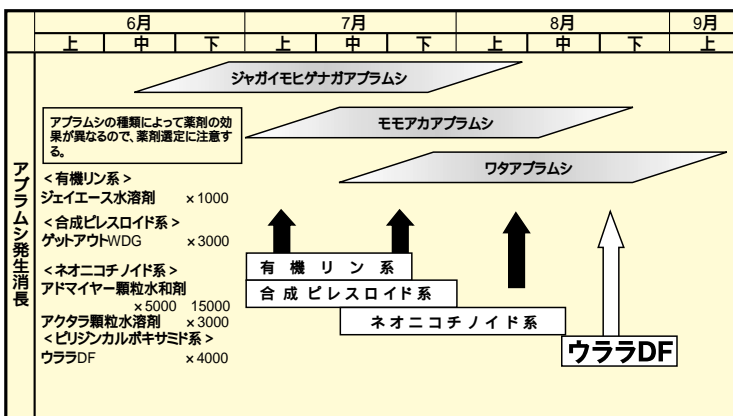 6月 7月 8月 9月
上 中 下 上 中 下 上 中 下 上
アブラムシ発生消長
ジャガイモヒゲナガアブラムシ
モモアカアブラムシ
ワタアブラムシ
アブラムシの種類によって薬剤の効
果が異なるので、薬剤選定に注意す
る。
＜有機リン系＞
ジェイエース水溶剤 ×1000
＜合成ピレスロイド系＞
ゲットアウトWDG ×3000
＜ネオニコチノイド系＞
アドマイヤー顆粒水和剤
×5000 15000
アクタラ顆粒水溶剤 ×3000
＜ピリジンカルボキサミド系＞
ウララDF ×4000
有機リン系
合成ピレスロイド系
ネオニコチノイド系
ウララDF